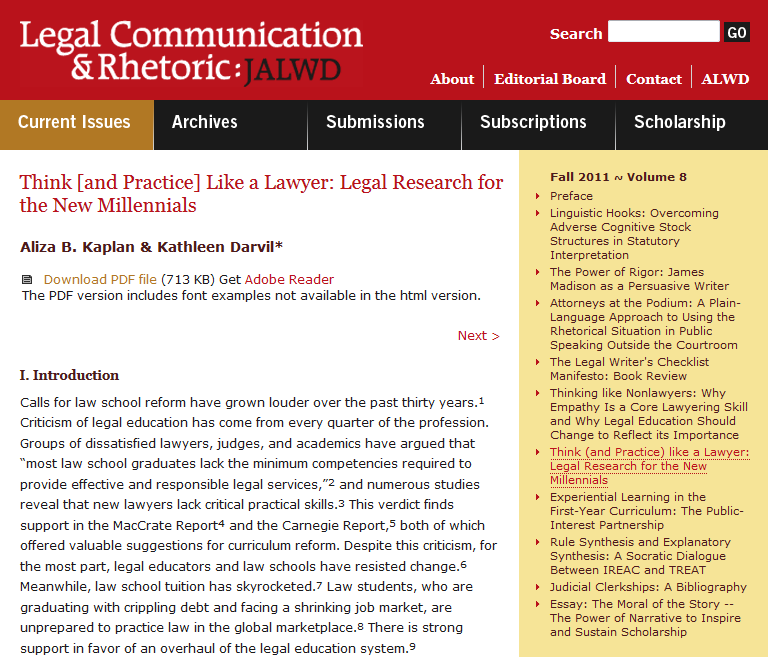 Legal Communication
& Rhetoric: JALWD
Search GO
About Editorial Board Contact ALWD
Current Issues Archives Submissions Subscriptions Scholarship
Think [and Practice] Like a Lawyer: Legal Research for
the New Millennials
Aliza B. Kaplan & Kathleen Darvil*
Download PDF file (713 KB) Get Adobe Reader
The PDF version includes font examples not available in the html version.
Next >
I. Introduction
Calls for law school reform have grown louder over the past thirty years.1
Criticism of legal education has come from every quarter of the profession.
Groups of dissatisfied lawyers, judges, and academics have argued that
“most law school graduates lack the minimum competencies required to
provide effective and responsible legal services,”2 and numerous studies
reveal that new lawyers lack critical practical skills.3 This verdict finds
support in the MacCrate Report4 and the Carnegie Report,5 both of which
offered valuable suggestions for curriculum reform. Despite this criticism, for
the most part, legal educators and law schools have resisted change.6
Meanwhile, law school tuition has skyrocketed.7 Law students, who are
graduating with crippling debt and facing a shrinking job market, are
unprepared to practice law in the global marketplace.8 There is strong
support in favor of an overhaul of the legal education system.9
Fall 2011 ~ Volume 8
Preface
Linguistic Hooks: Overcoming
Adverse Cognitive Stock
Structures in Statutory
Interpretation
The Power of Rigor: James
Madison as a Persuasive Writer
Attorneys at the Podium: A Plain-
Language Approach to Using the
Rhetorical Situation in Public
Speaking Outside the Courtroom
The Legal Writer's Checklist
Manifesto: Book Review
Thinking like Nonlawyers: Why
Empathy Is a Core Lawyering Skill
and Why Legal Education Should
Change to Reflect its Importance
Think (and Practice) like a Lawyer:
Legal Research for the New
Millennials
Experiential Learning in the
First-Year Curriculum: The Public-
Interest Partnership
Rule Synthesis and Explanatory
Synthesis: A Socratic Dialogue
Between IREAC and TREAT
Judicial Clerkships: A Bibliography
Essay: The Moral of the Story --
The Power of Narrative to Inspire
and Sustain Scholarship